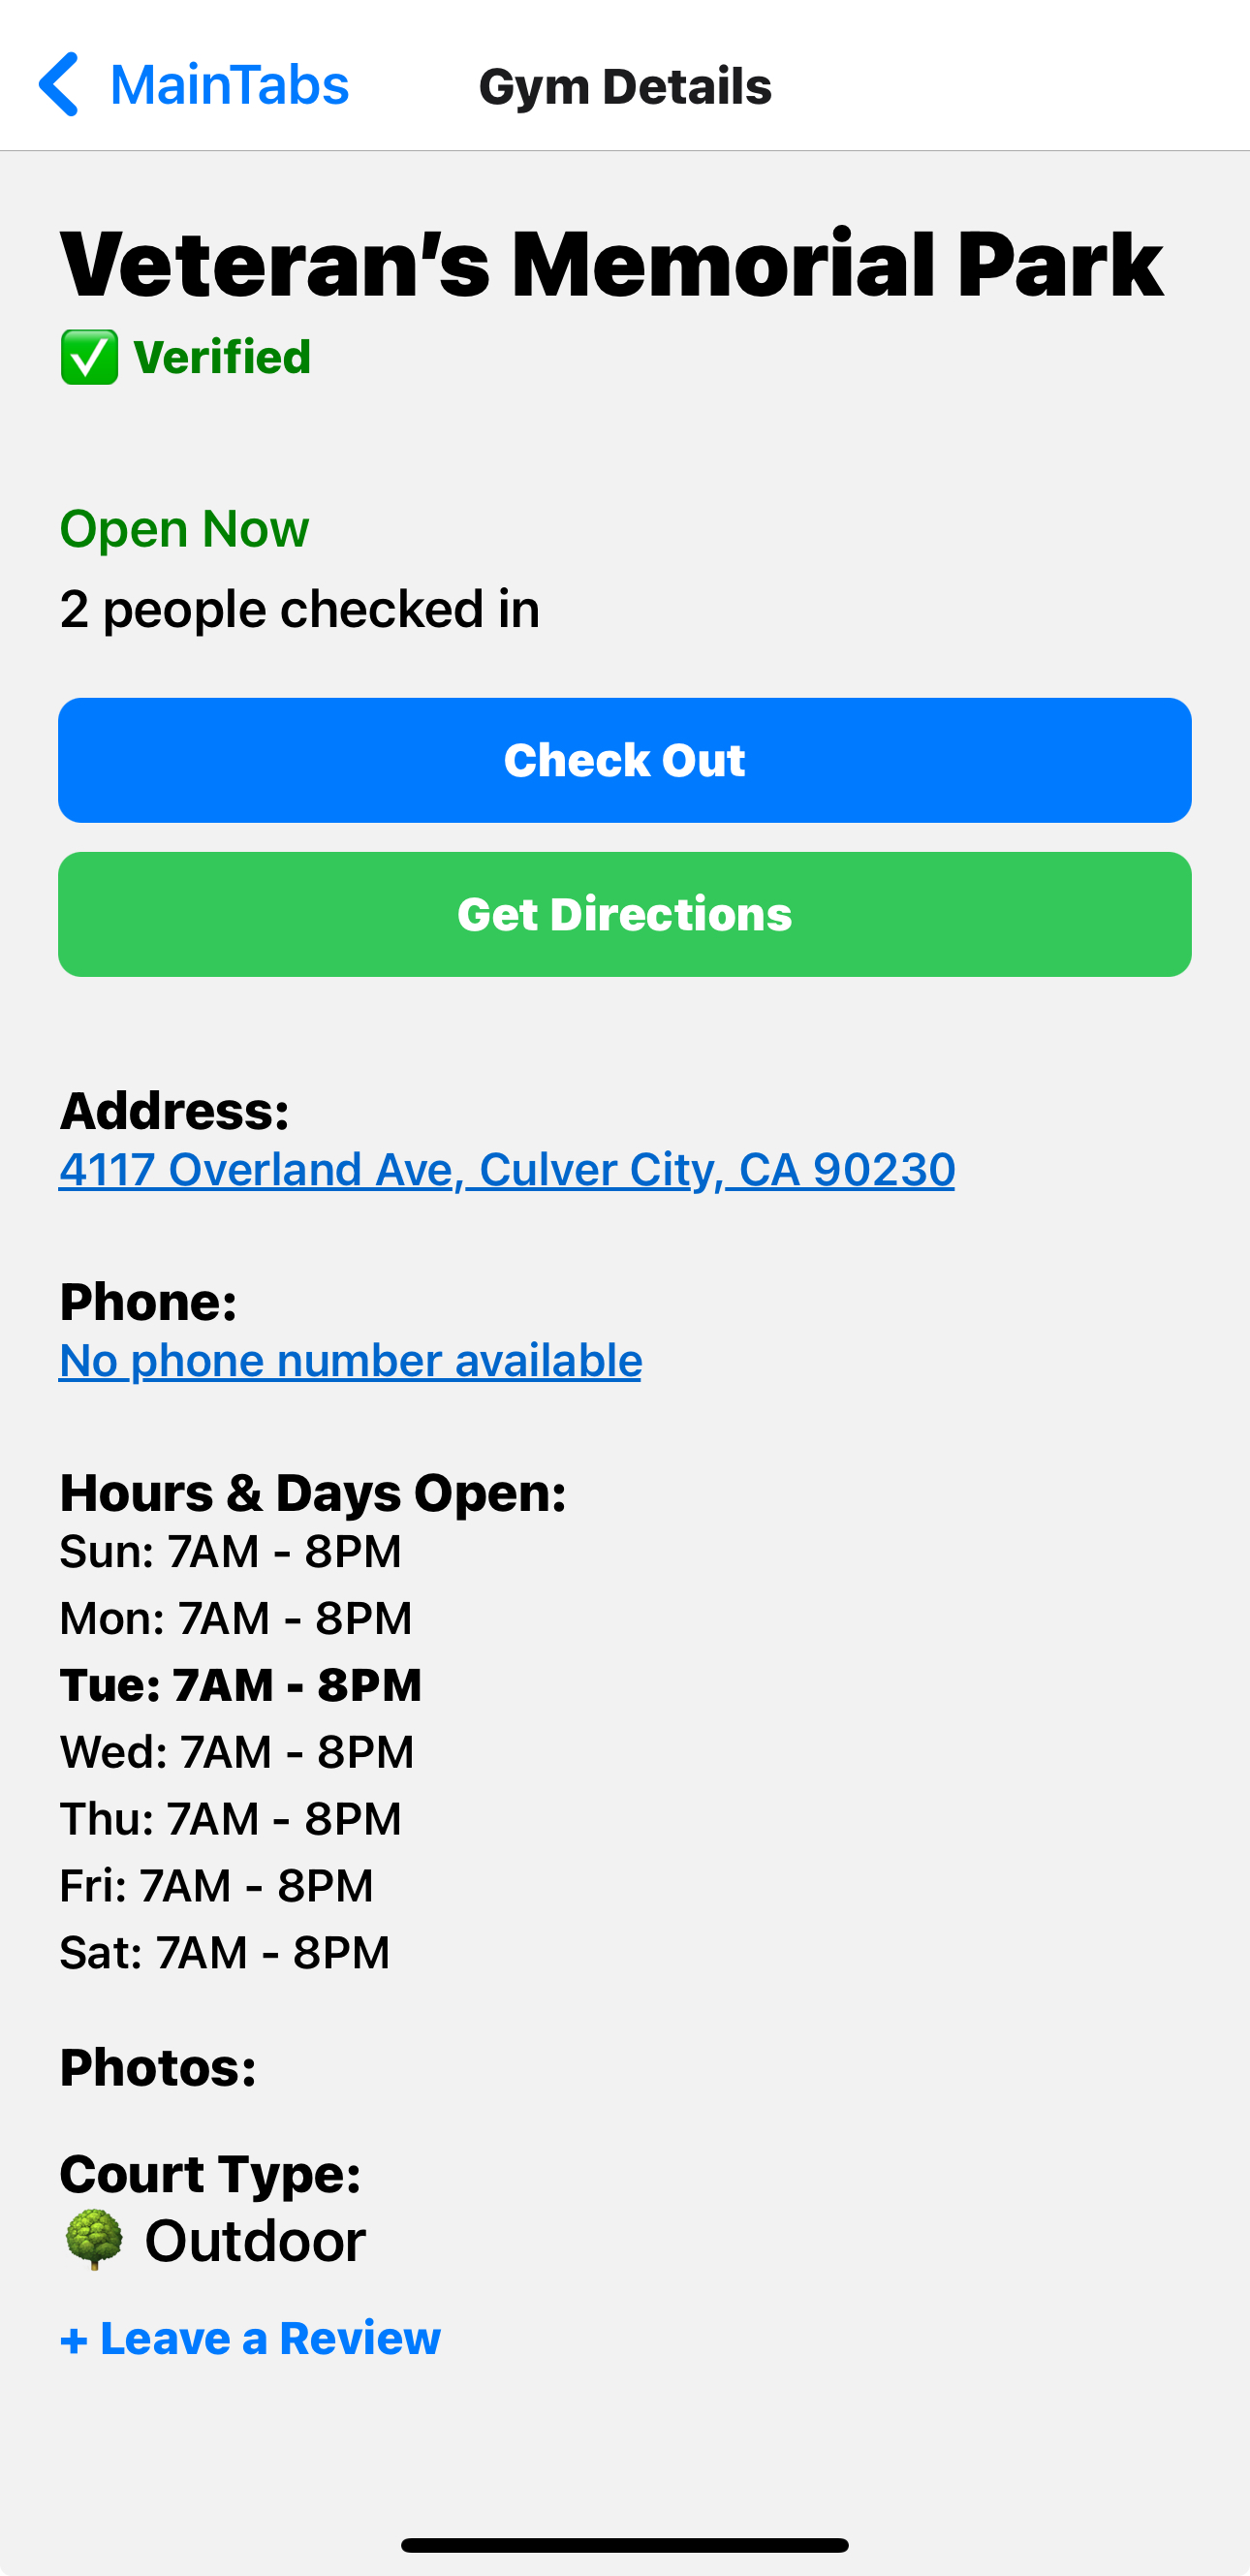 MainTabs
Gym Details
Veteran’s Memorial Park
✅ Verified
Open Now
2 people checked in
Check Out
Get Directions
Address:
4117 Overland Ave, Culver City, CA 90230
Phone:
No phone number available
Hours & Days Open:
Sun: 7AM - 8PM
Mon: 7AM - 8PM
Tue: 7AM - 8PM
Wed: 7AM - 8PM
Thu: 7AM - 8PM
Fri: 7AM - 8PM
Sat: 7AM - 8PM
Photos:
Court Type:
🌳 Outdoor
+ Leave a Review